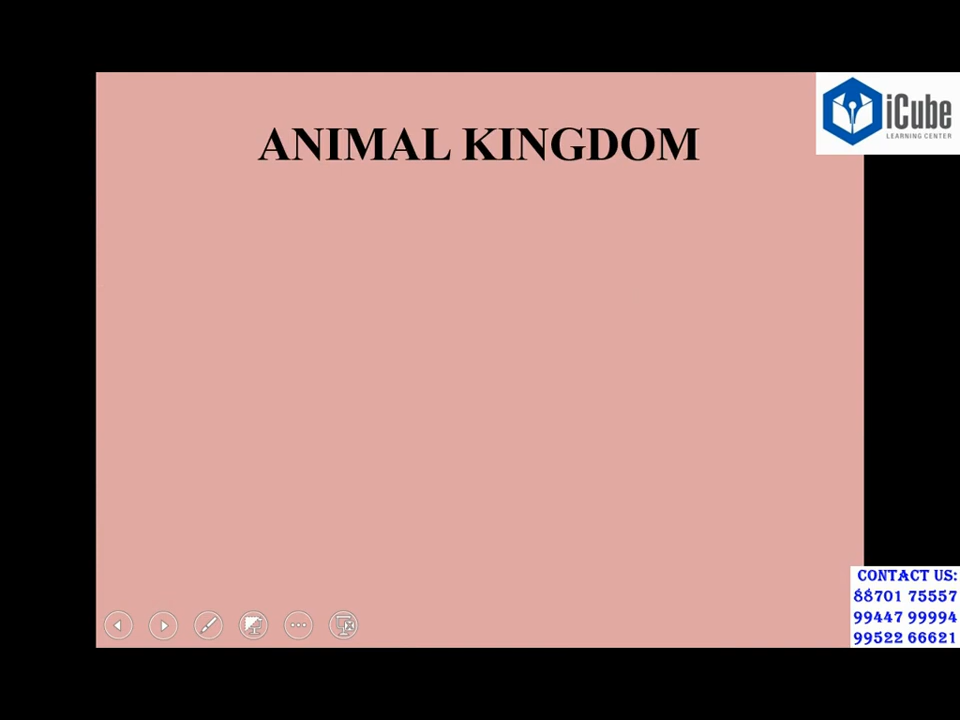 ANIMAL KINGDOM
iCube
LEARNING CENTER
CONTACT US:
88701 75557
99447 99994
99522 66621